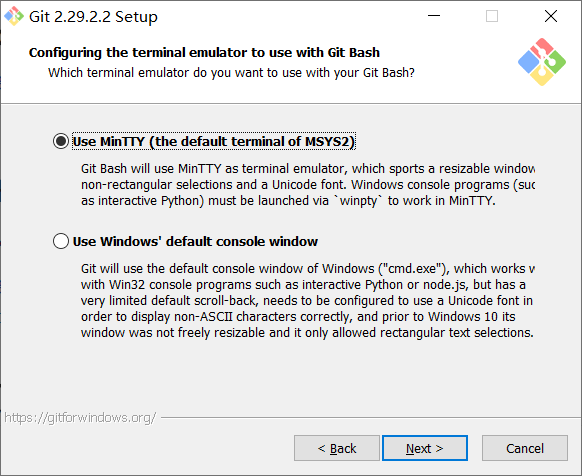 Git 2.29.2.2 Setup
Configuring the terminal emulator to use with Git Bash
Which terminal emulator do you want to use with your Git Bash?
Use MinTTY (the default terminal of MSYS2)
Git Bash will use MinTTY as terminal emulator, which sports a resizable window
non-rectangular selections and a Unicode font. Windows console programs (suc
as interactive Python) must be launched via `winpty` to work in MinTTY.
Use Windows' default console window
Git will use the default console window of Windows ("cmd.exe"), which works w
with Win32 console programs such as interactive Python or node.js, but has a
very limited default scroll-back, needs to be configured to use a Unicode font in
order to display non-ASCII characters correctly, and prior to Windows 10 its
window was not freely resizable and it only allowed rectangular text selections.
https://gitforwindows.org/
< Back Next > Cancel